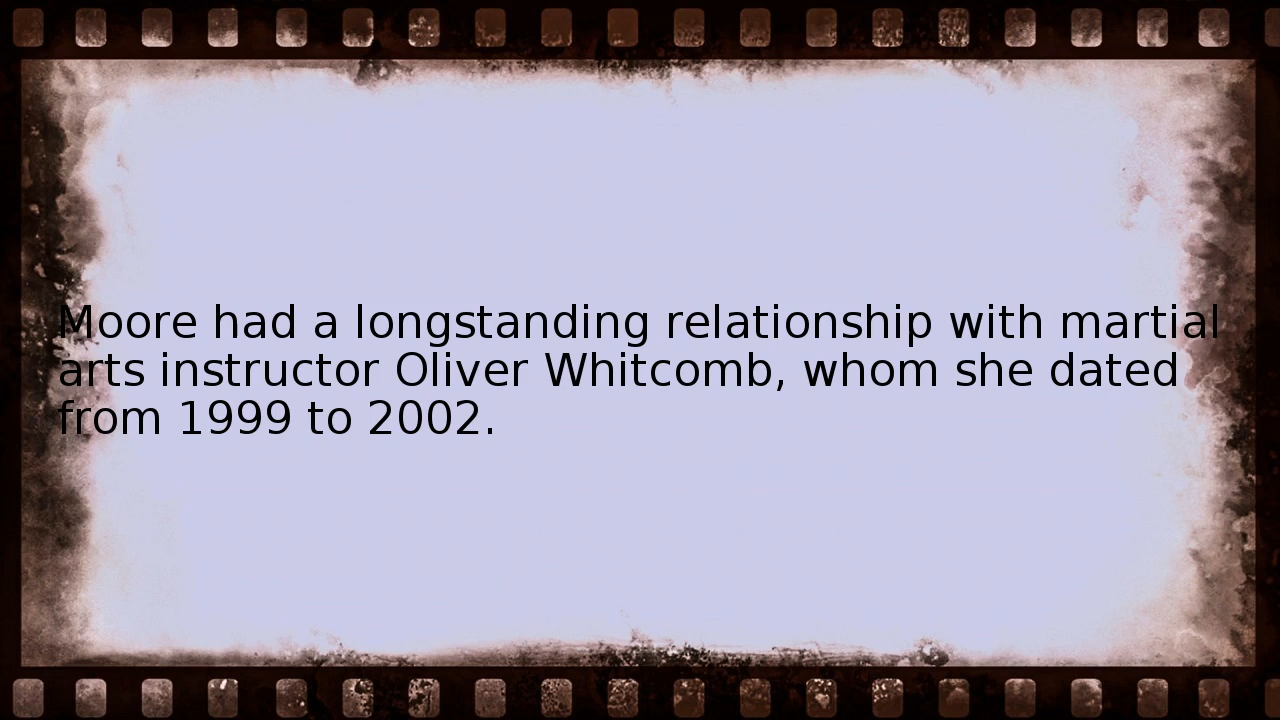 Moore had a longstanding relationship with martial
arts instructor Oliver Whitcomb, whom she dated
from 1999 to 2002.